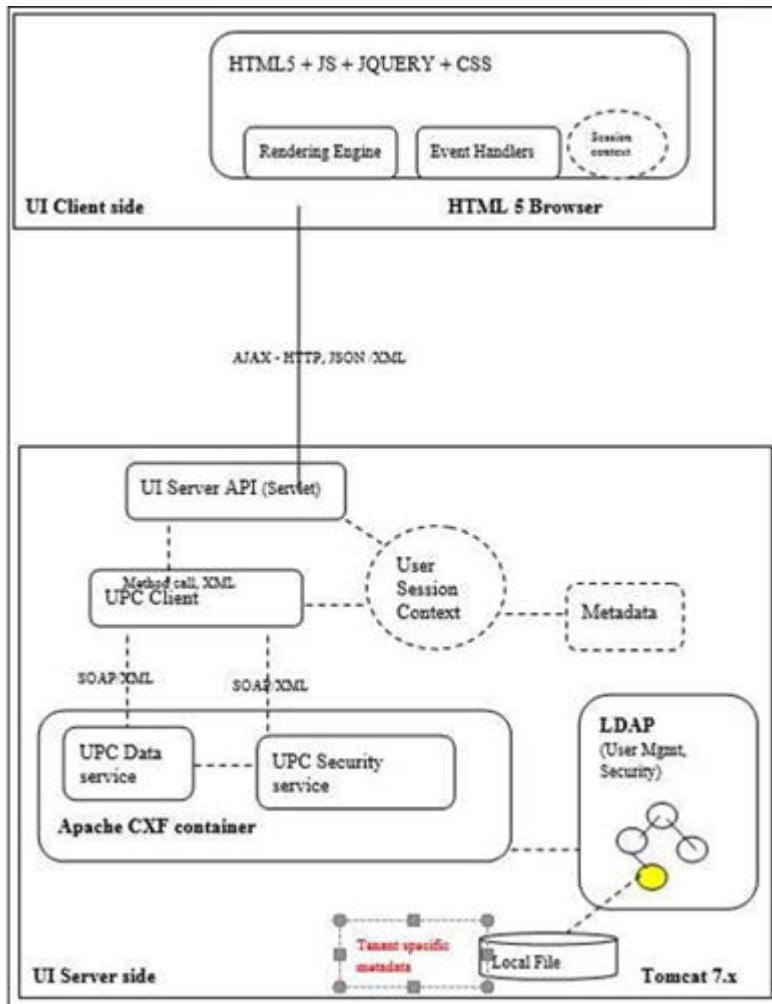 HTML5 + JS + JQUERY + CSS
Rendering Engine
Event Handlers
Session
context
UI Client side
HTML 5 Browser
AJAX - HTTP, JSON /XML
UI Server API (Servlet)
Method call, XML
UPC Client
User
Session
Context
Metadata
SOAP/XML
SOAP/XML
UPC Data
service
UPC Security
service
Apache CXF container
LDAP
(User Mgmt,
Security)
Tenant specific
metadata
Local File
UI Server side
Tomcat 7.x